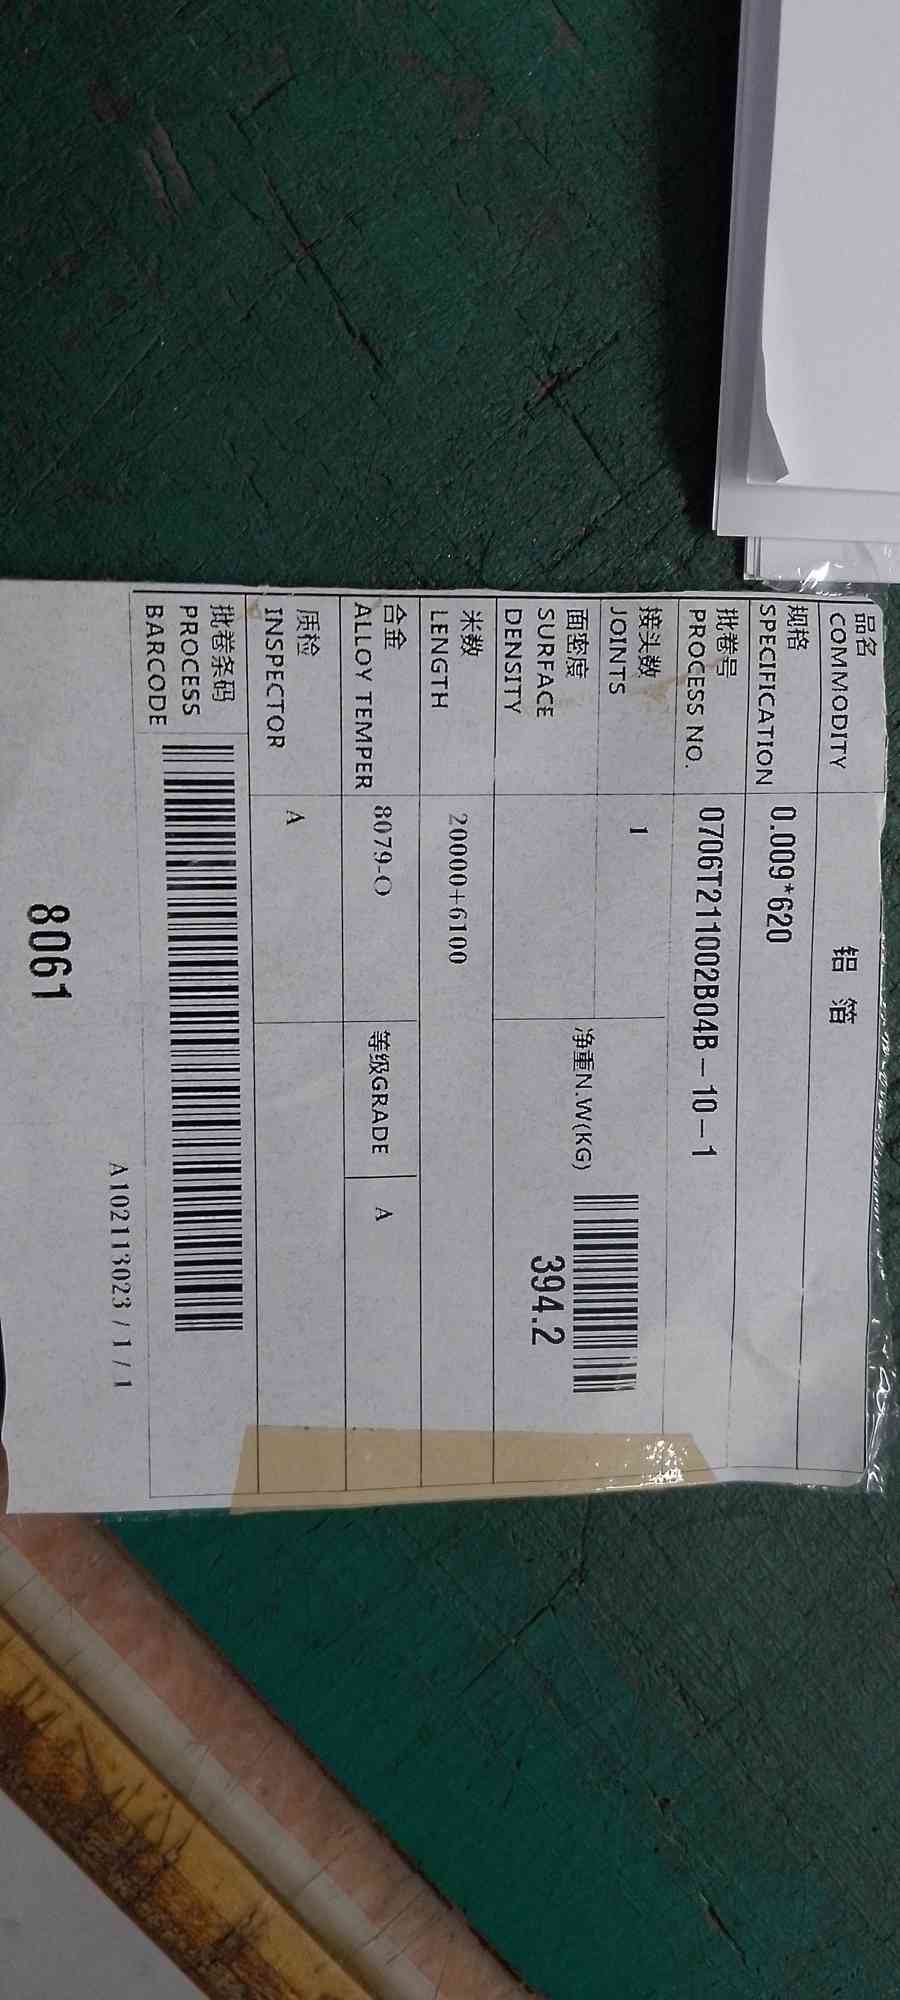 品名
COMMODITY
铝 箔
规格
SPECIFICATION
0.009*620
批卷号
PROCESS NO.
0706T211002B04B-10-1
接头数
JOINTS
1
面密度
SURFACE
DENSITY
净重N.W(KG)
394.2
米数
LENGTH
20000+6100
合金
ALLOY TEMPER
8079-O
等级GRADE
A
质检
INSPECTOR
A
批卷条码
PROCESS
BARCODE
A102113023 / 1 / 1
8061